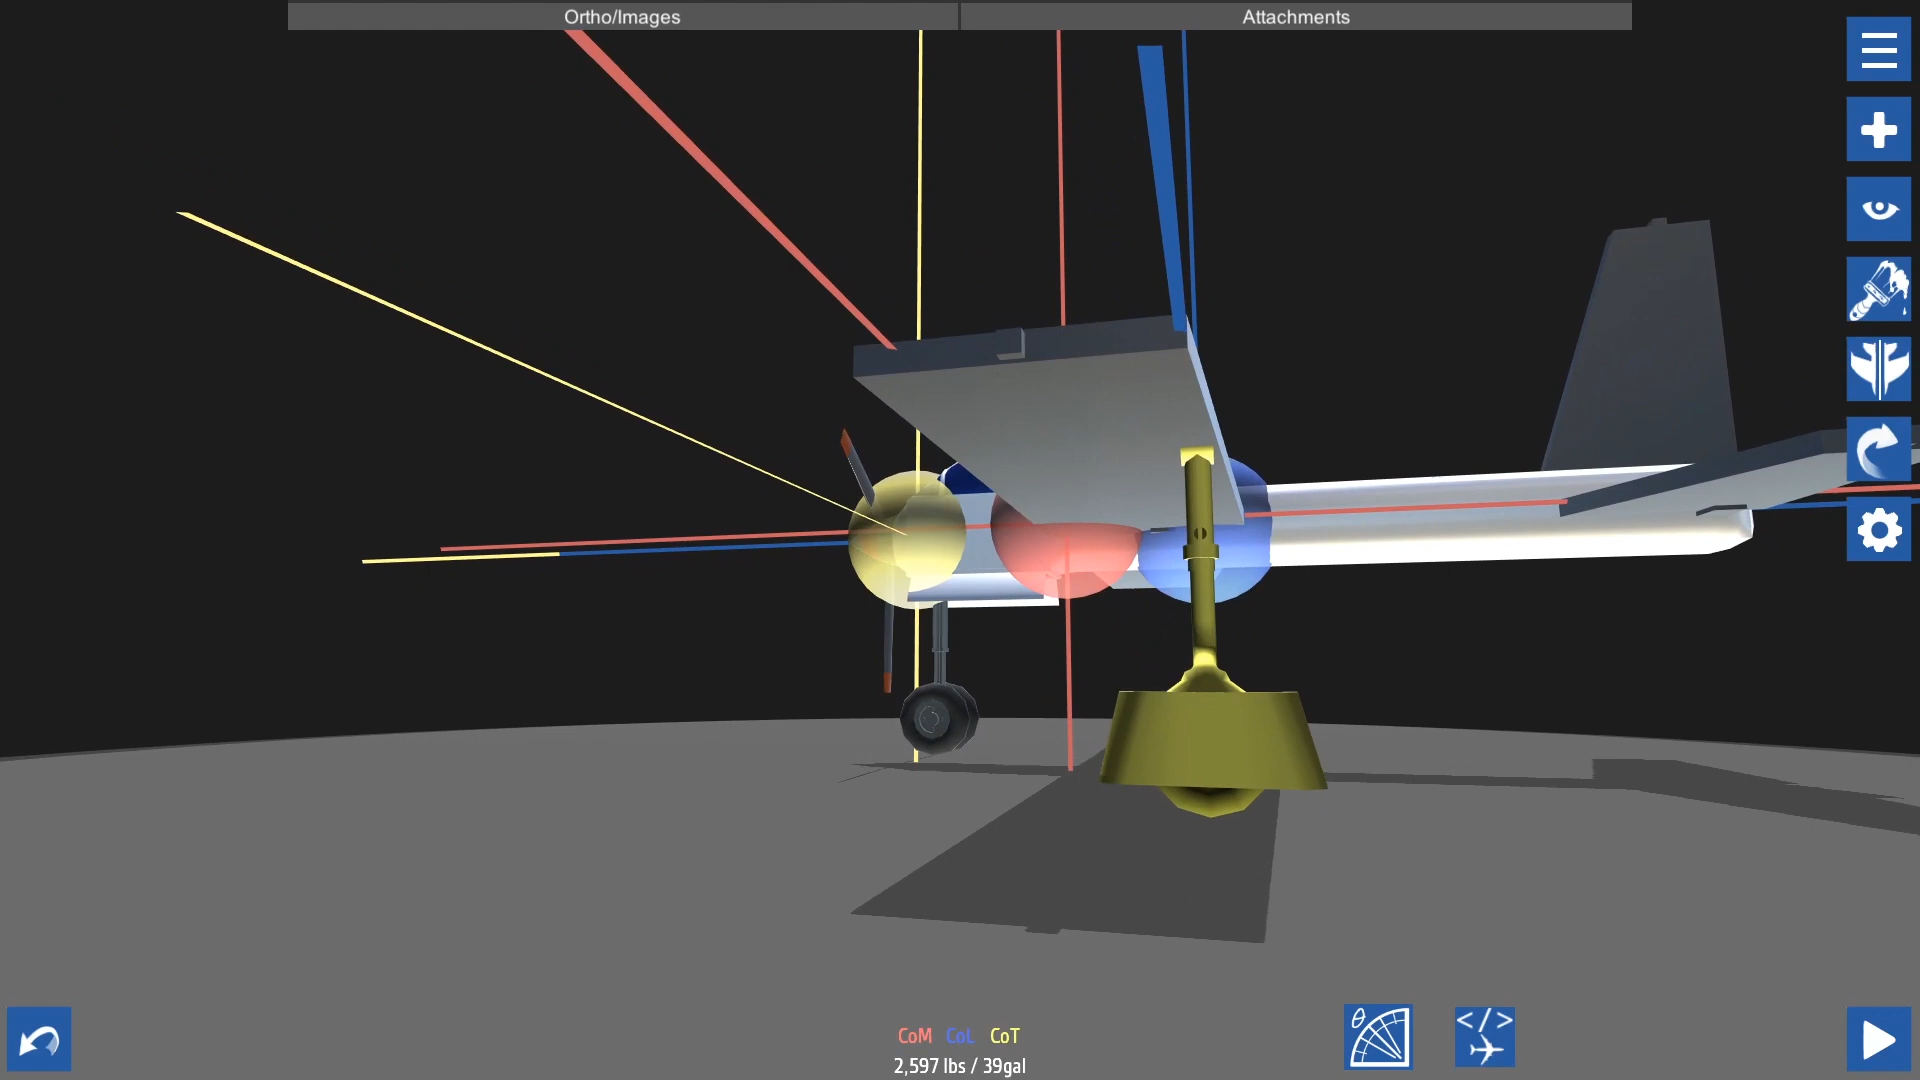 Ortho/Images
Attachments
θ
</>
CoM CoL CoT
2,597 lbs / 39gal